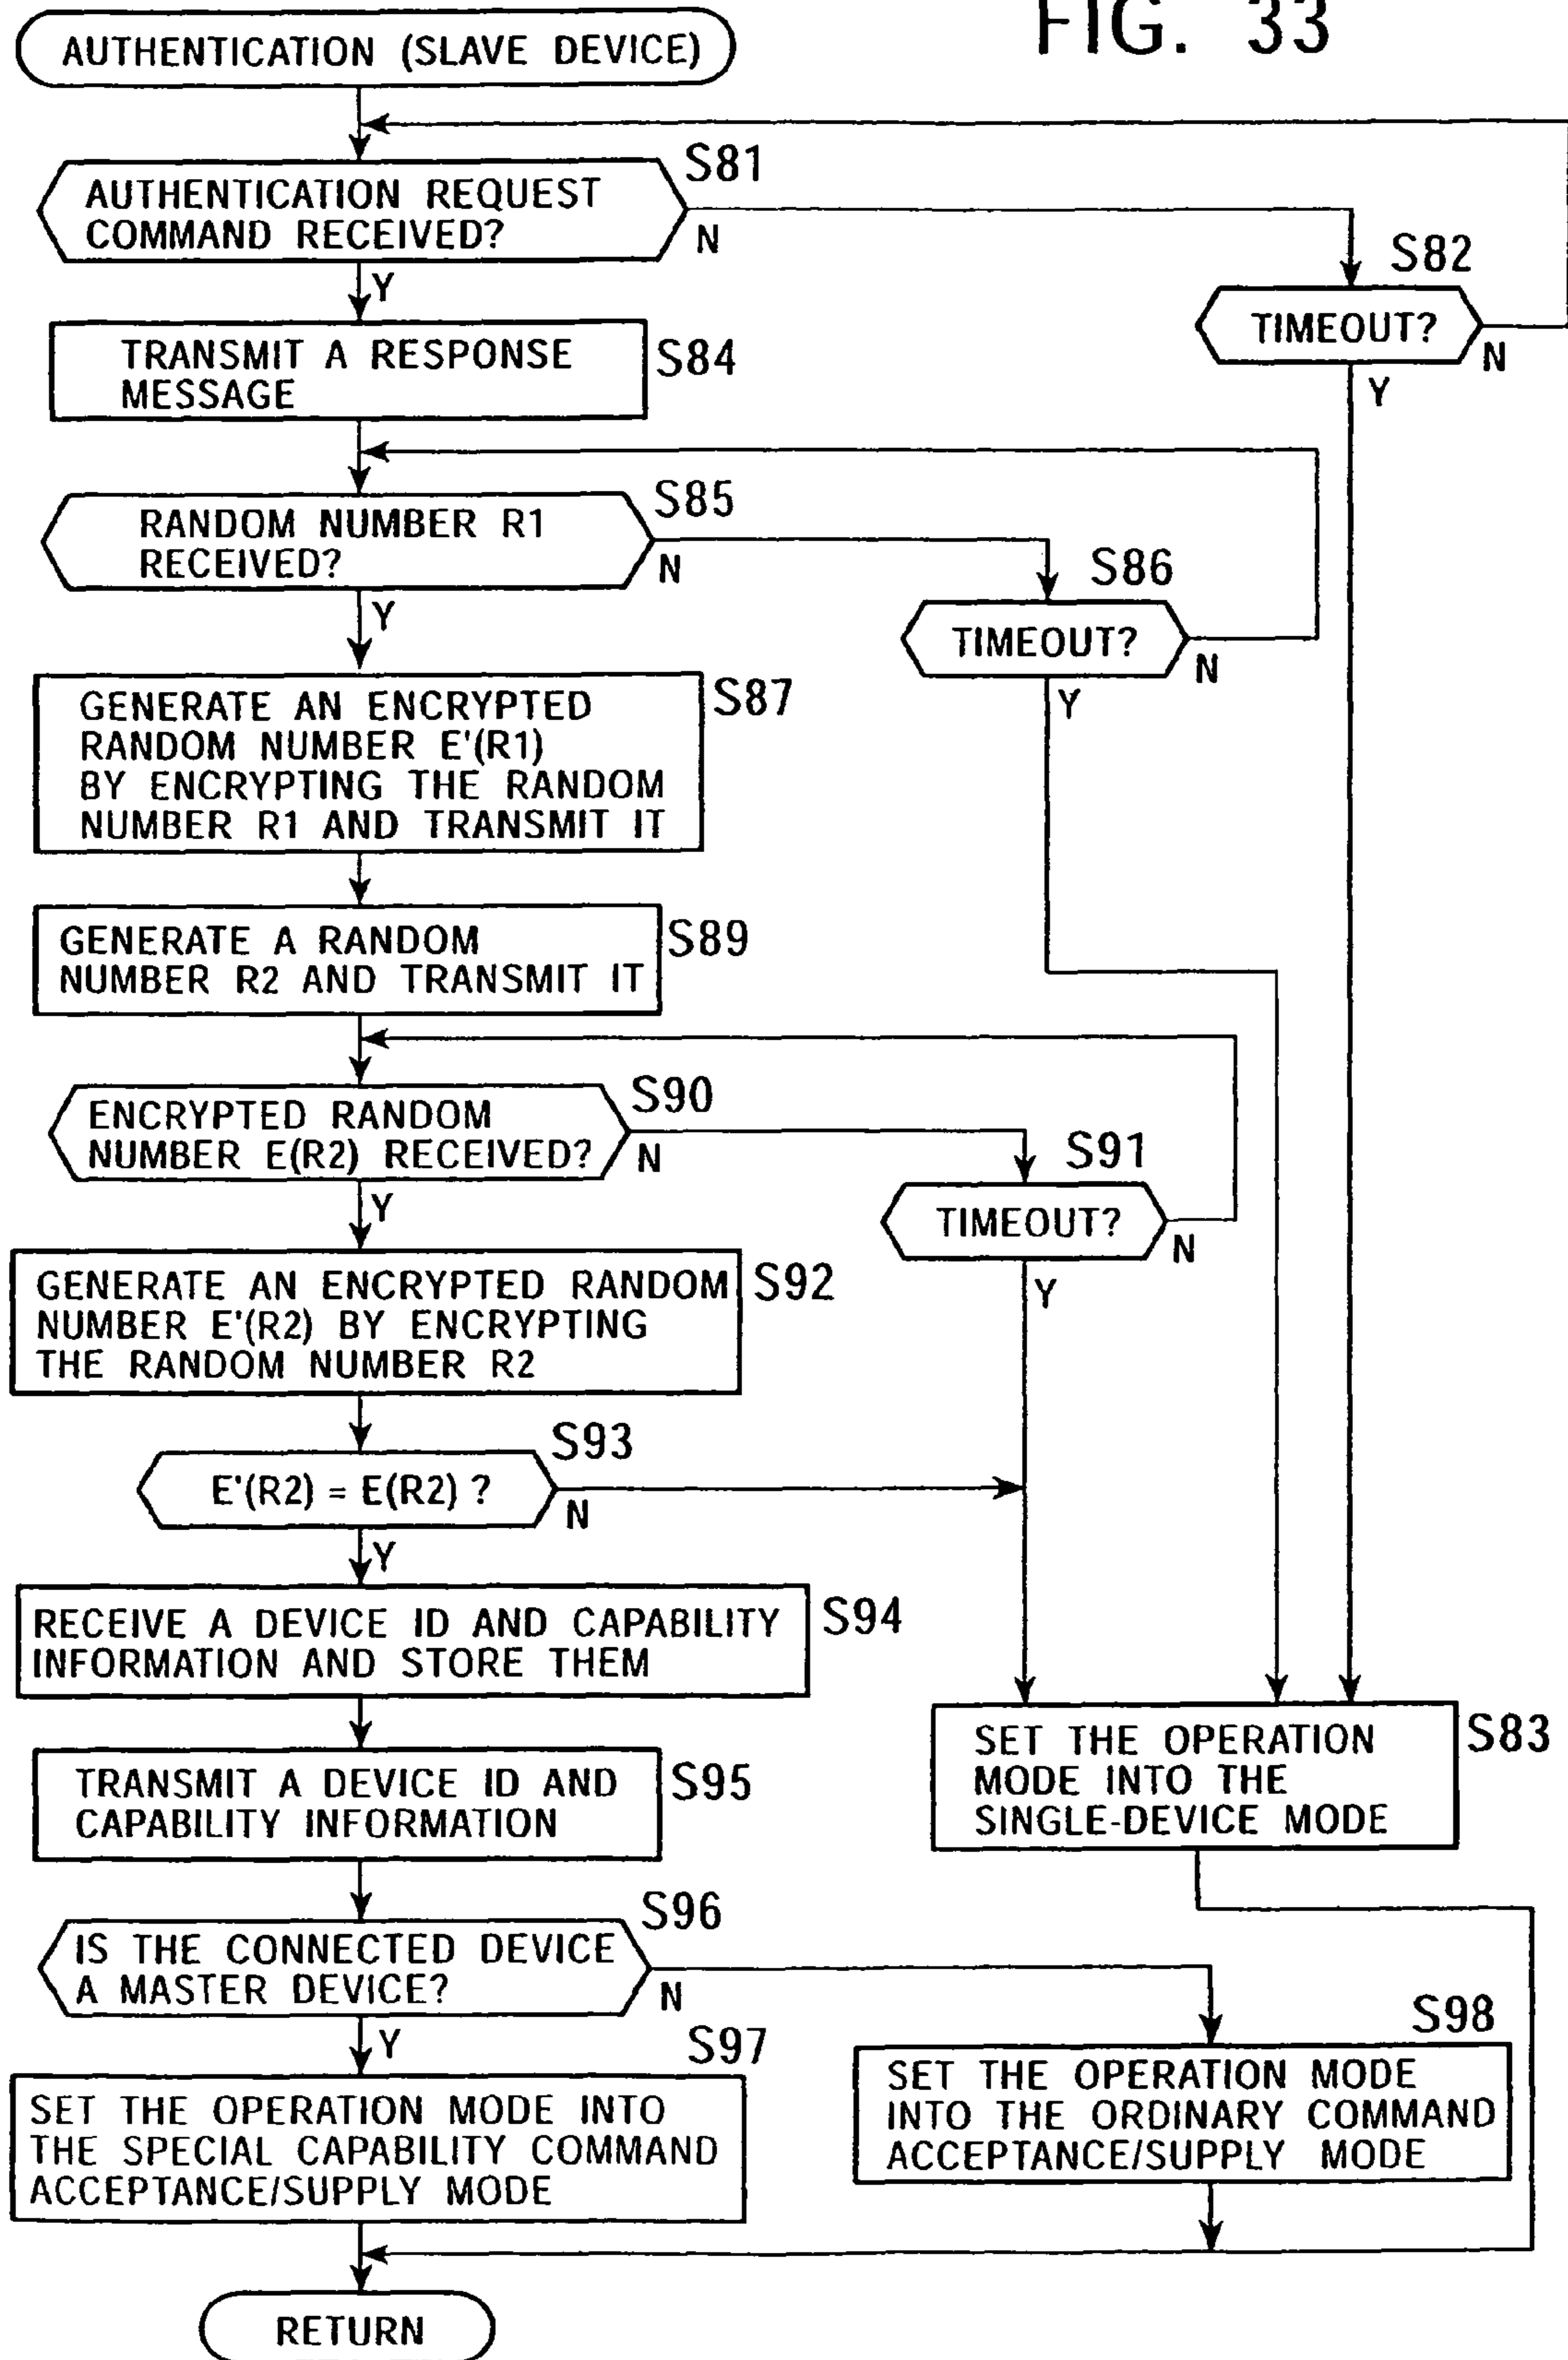 FIG. 33
AUTHENTICATION (SLAVE DEVICE)
S81
AUTHENTICATION REQUEST
COMMAND RECEIVED?
N
Y
S82
TIMEOUT?
N
Y
TRANSMIT A RESPONSE
MESSAGE
S84
S85
RANDOM NUMBER R1
RECEIVED?
N
Y
S86
TIMEOUT?
N
Y
S87
GENERATE AN ENCRYPTED
RANDOM NUMBER E'(R1)
BY ENCRYPTING THE RANDOM
NUMBER R1 AND TRANSMIT IT
S89
GENERATE A RANDOM
NUMBER R2 AND TRANSMIT IT
S90
ENCRYPTED RANDOM
NUMBER E(R2) RECEIVED?
N
Y
S91
TIMEOUT?
N
Y
S92
GENERATE AN ENCRYPTED RANDOM
NUMBER E'(R2) BY ENCRYPTING
THE RANDOM NUMBER R2
S93
E'(R2) = E(R2) ?
N
Y
S94
RECEIVE A DEVICE ID AND CAPABILITY
INFORMATION AND STORE THEM
S83
SET THE OPERATION
MODE INTO THE
SINGLE-DEVICE MODE
S95
TRANSMIT A DEVICE ID AND
CAPABILITY INFORMATION
S96
IS THE CONNECTED DEVICE
A MASTER DEVICE?
N
Y
S97
SET THE OPERATION MODE INTO
THE SPECIAL CAPABILITY COMMAND
ACCEPTANCE/SUPPLY MODE
S98
SET THE OPERATION MODE
INTO THE ORDINARY COMMAND
ACCEPTANCE/SUPPLY MODE
RETURN